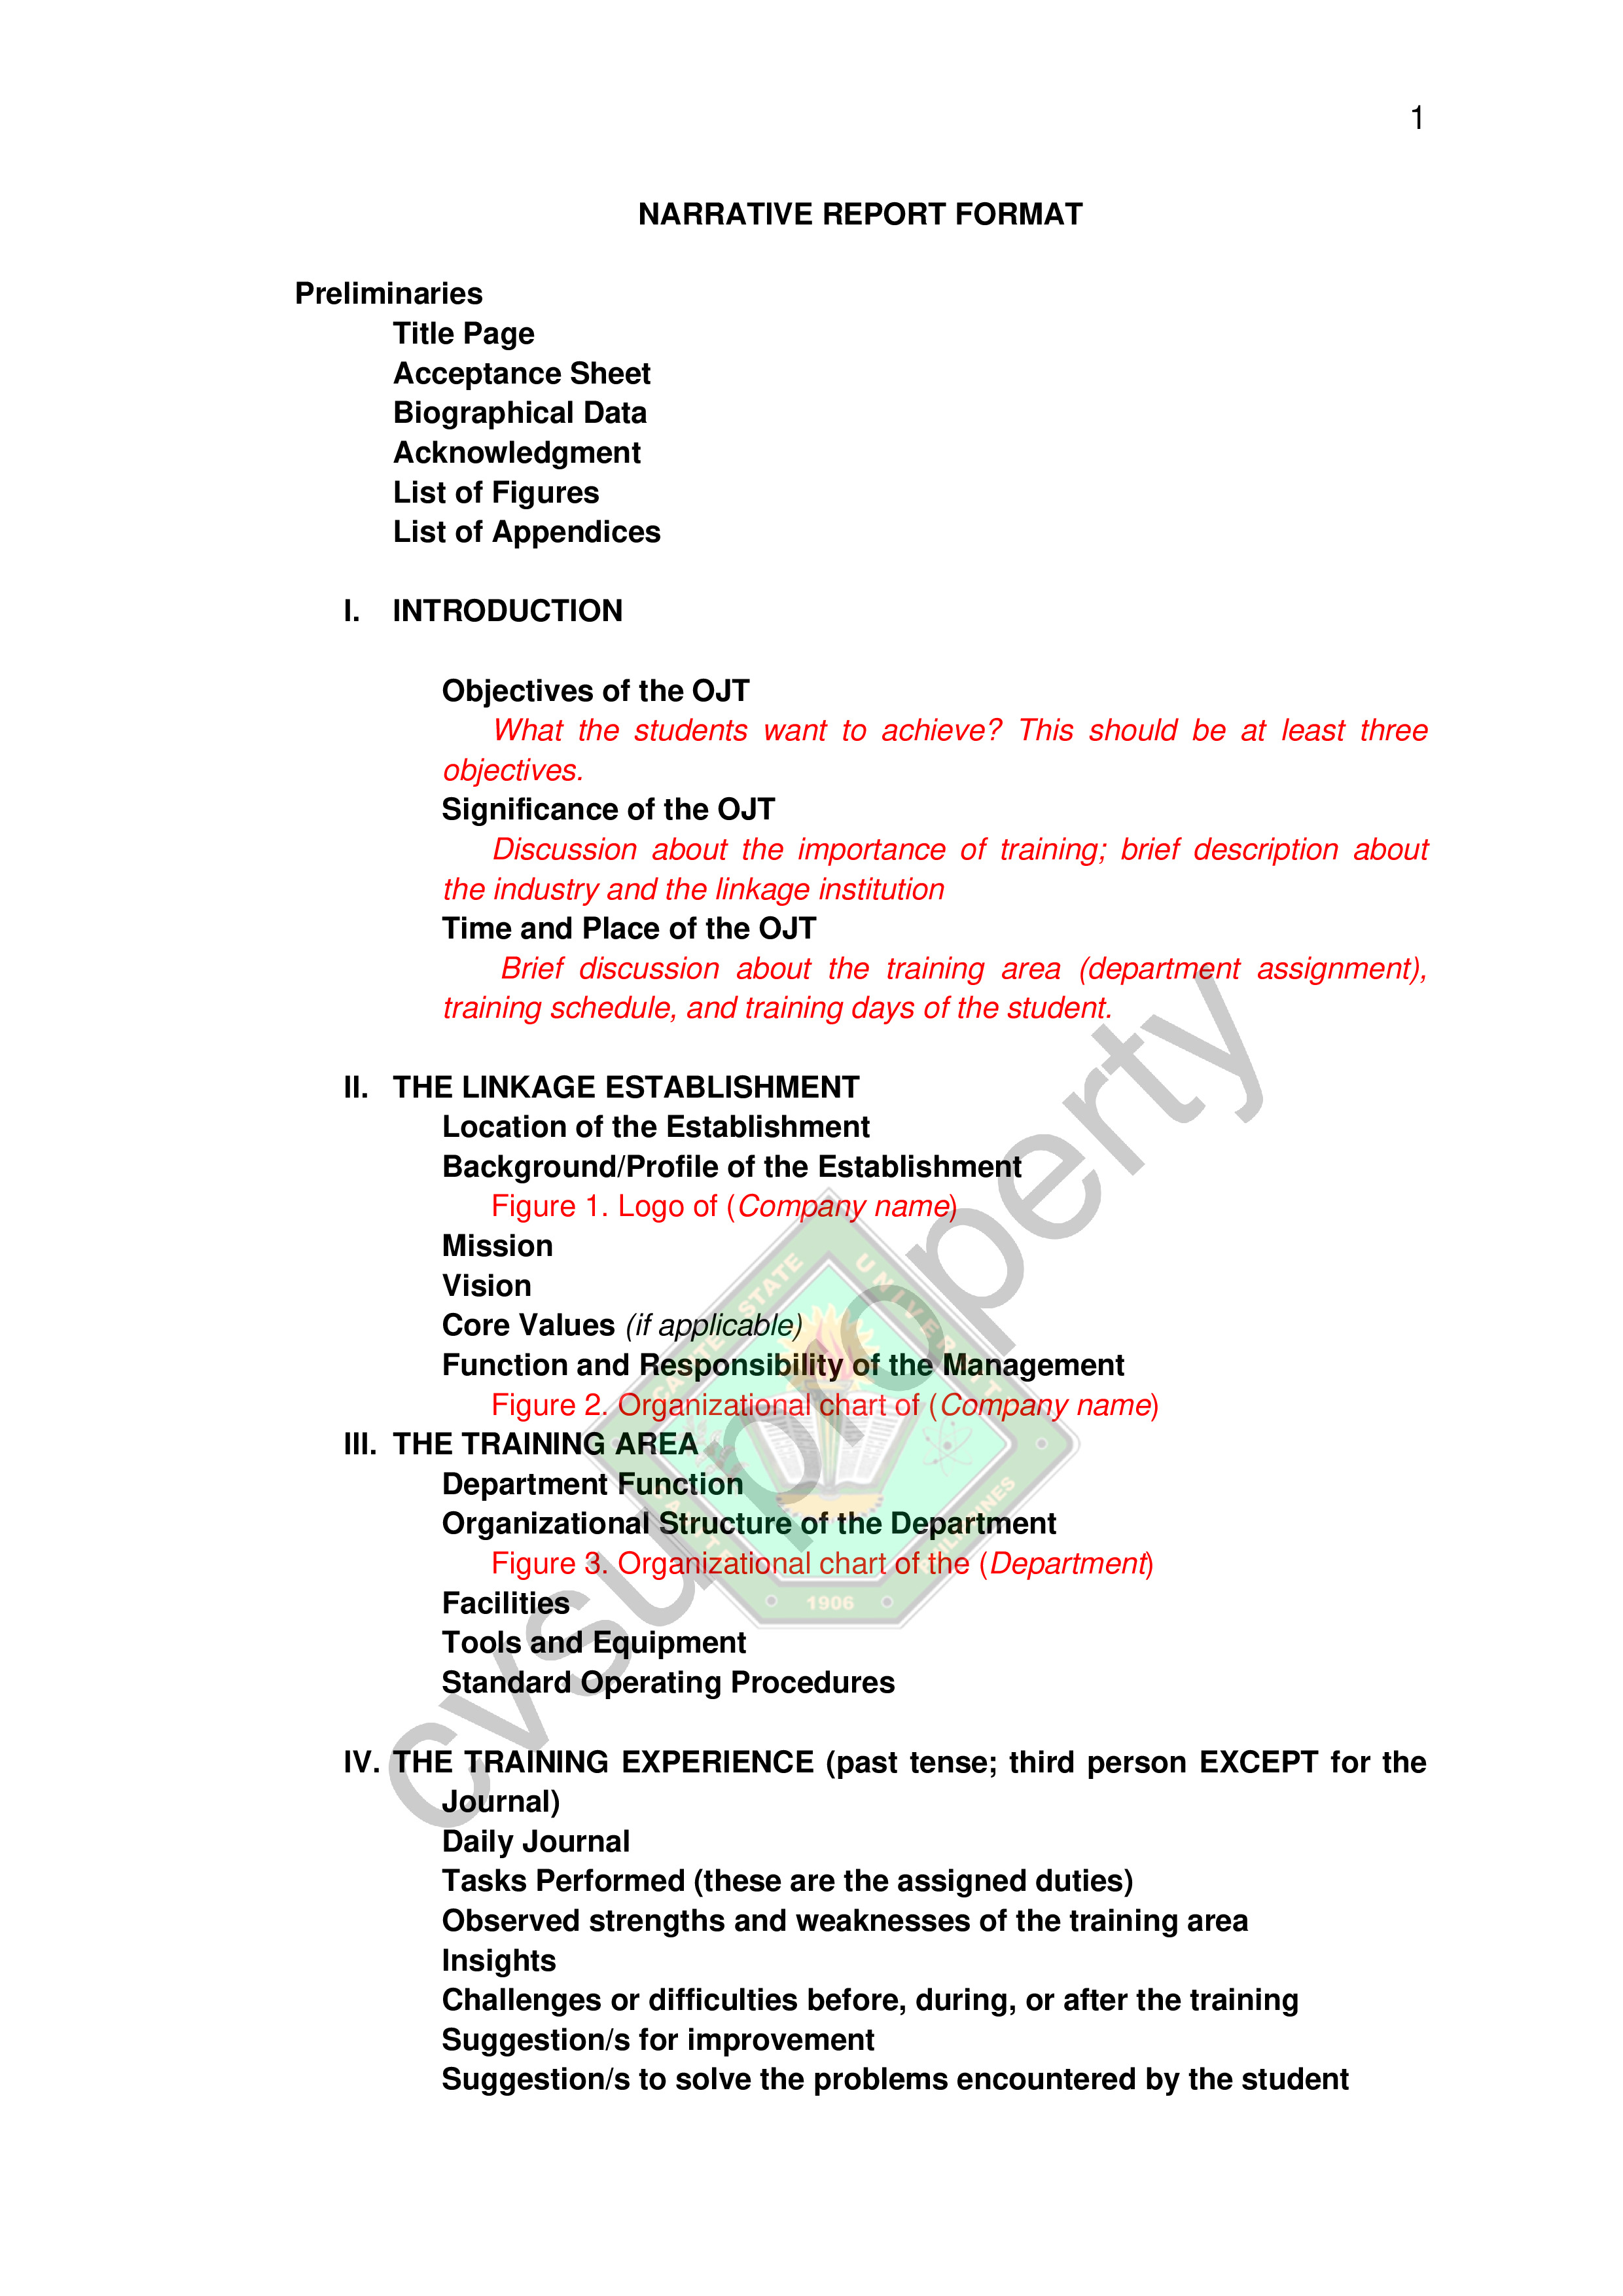 1
NARRATIVE REPORT FORMAT
Preliminaries
Title Page
Acceptance Sheet
Biographical Data
Acknowledgment
List of Figures
List of Appendices
I. INTRODUCTION
Objectives of the OJT
What the students want to achieve? This should be at least three
objectives.
Significance of the OJT
Discussion about the importance of training; brief description about
the industry and the linkage institution
Time and Place of the OJT
Brief discussion about the training area (department assignment),
training schedule, and training days of the student.
II. THE LINKAGE ESTABLISHMENT
Location of the Establishment
Background/Profile of the Establishment
Figure 1. Logo of (Company name)
Mission
Vision
Core Values (if applicable)
Function and Responsibility of the Management
Figure 2. Organizational chart of (Company name)
III. THE TRAINING AREA
Department Function
Organizational Structure of the Department
Figure 3. Organizational chart of the (Department)
Facilities
Tools and Equipment
Standard Operating Procedures
IV. THE TRAINING EXPERIENCE (past tense; third person EXCEPT for the
Journal)
Daily Journal
Tasks Performed (these are the assigned duties)
Observed strengths and weaknesses of the training area
Insights
Challenges or difficulties before, during, or after the training
Suggestion/s for improvement
Suggestion/s to solve the problems encountered by the student
cvsu property
CAVITE STATE
UNIVERSITY
PHILIPPINES
1906